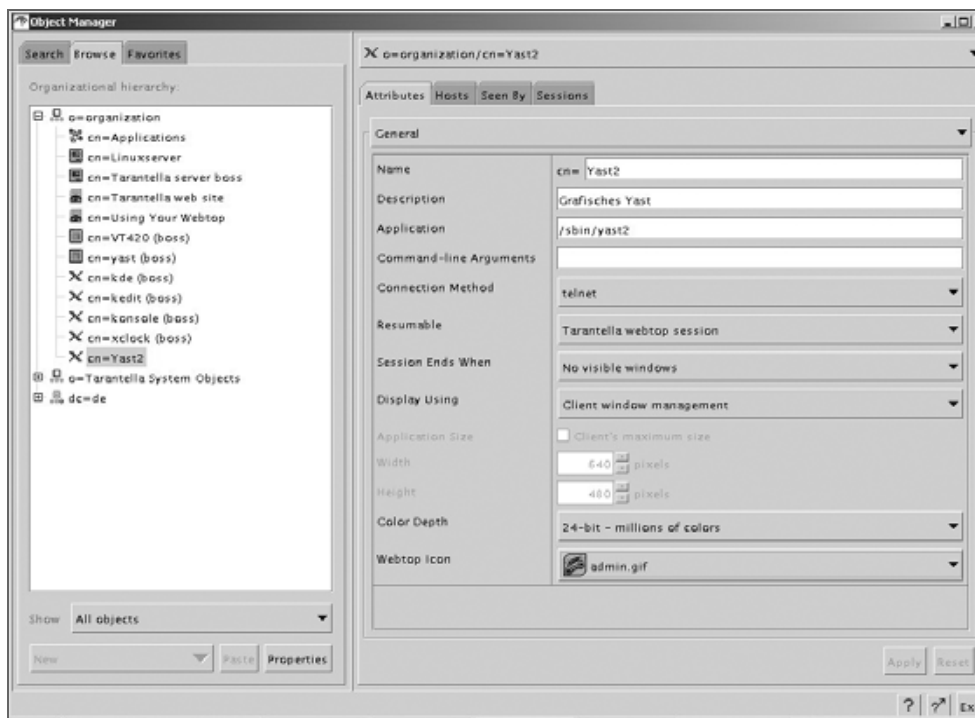 Object Manager
Search Browse Favorites
Organizational hierarchy:
o=organization
cn=Applications
cn=Linuxserver
cn=Tarantella server boss
cn=Tarantella web site
cn=Using Your Webtop
cn=VT420 (boss)
cn=yast (boss)
cn=kde (boss)
cn=kedit (boss)
cn=konsole (boss)
cn=xclock (boss)
cn=Yast2
o=Tarantella System Objects
dc=de
Show All objects
New Paste Properties
o=organization/cn=Yast2
Attributes Hosts Seen By Sessions
General
Name cn= Yast2
Description Grafisches Yast
Application /sbin/yast2
Command-line Arguments
Connection Method telnet
Resumable Tarantella webtop session
Session Ends When No visible windows
Display Using Client window management
Application Size Client's maximum size
Width 640 pixels
Height 480 pixels
Color Depth 24-bit - millions of colors
Webtop Icon admin.gif
Apply Reset
? ? Ex